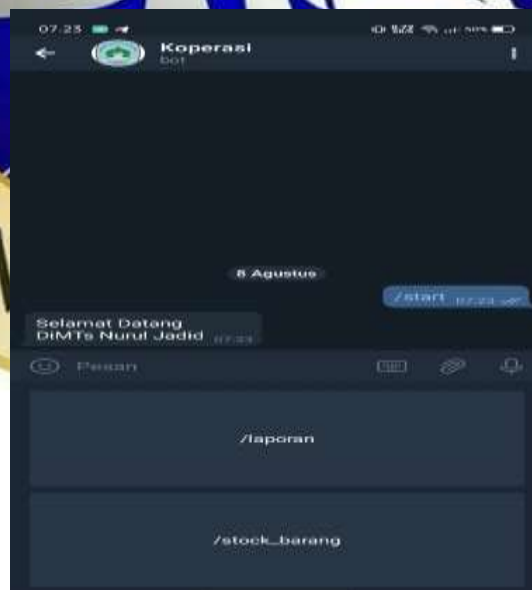 07.23
50%
Koperasi
bot
8 Agustus
/start 07.23
Selamat Datang
DiMTs Nurul Jadid 07.23
Pesan
/laporan
/stock_barang